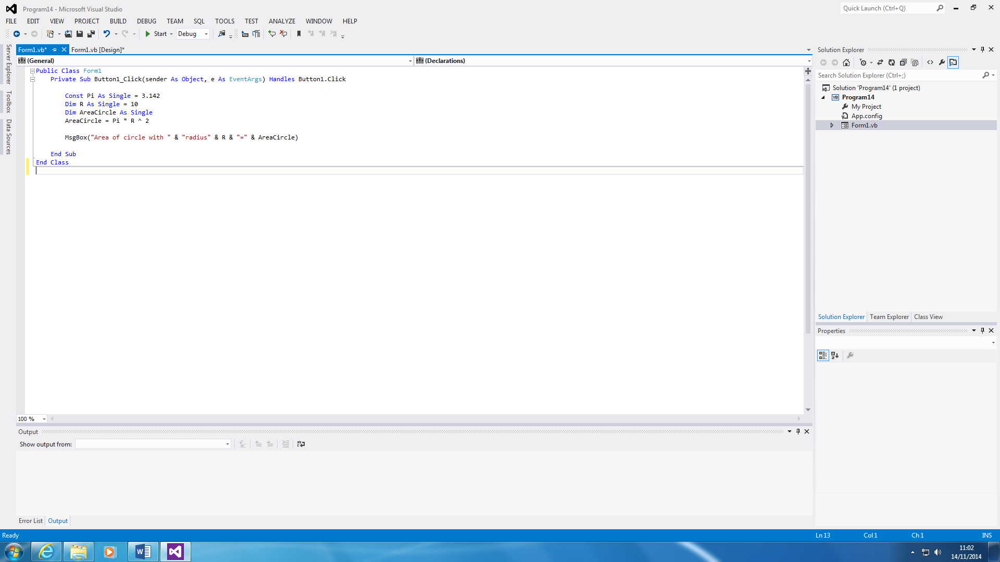 Program14 - Microsoft Visual Studio
Quick Launch (Ctrl+Q)
FILE EDIT VIEW PROJECT BUILD DEBUG TEAM SQL TOOLS TEST ANALYZE WINDOW HELP
Start Debug
Server Explorer
Toolbox
Data Sources
Form1.vb* Form1.vb [Design]*
(General) (Declarations)
Public Class Form1
Private Sub Button1_Click(sender As Object, e As EventArgs) Handles Button1.Click
Const Pi As Single = 3.142
Dim R As Single = 10
Dim AreaCircle As Single
AreaCircle = Pi * R ^ 2
MsgBox("Area of circle with " & "radius" & R & "=" & AreaCircle)
End Sub
End Class
100 %
Output
Show output from:
Error List Output
Solution Explorer
Search Solution Explorer (Ctrl+;)
Solution 'Program14' (1 project)
VB Program14
My Project
App.config
Form1.vb
Solution Explorer Team Explorer Class View
Properties
Ready Ln 13 Col 1 Ch 1 INS
11:02
14/11/2014